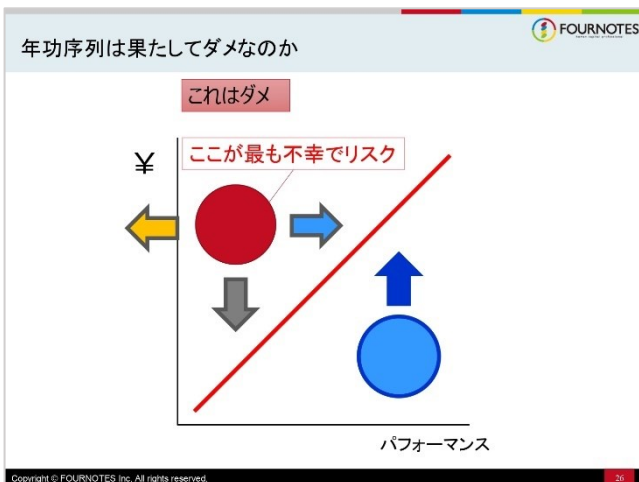 FOURNOTES
年功序列は果たしてダメなのか
これはダメ
¥
ここが最も不幸でリスク
パフォーマンス
Copyright © FOURNOTES Inc. All rights reserved.
26